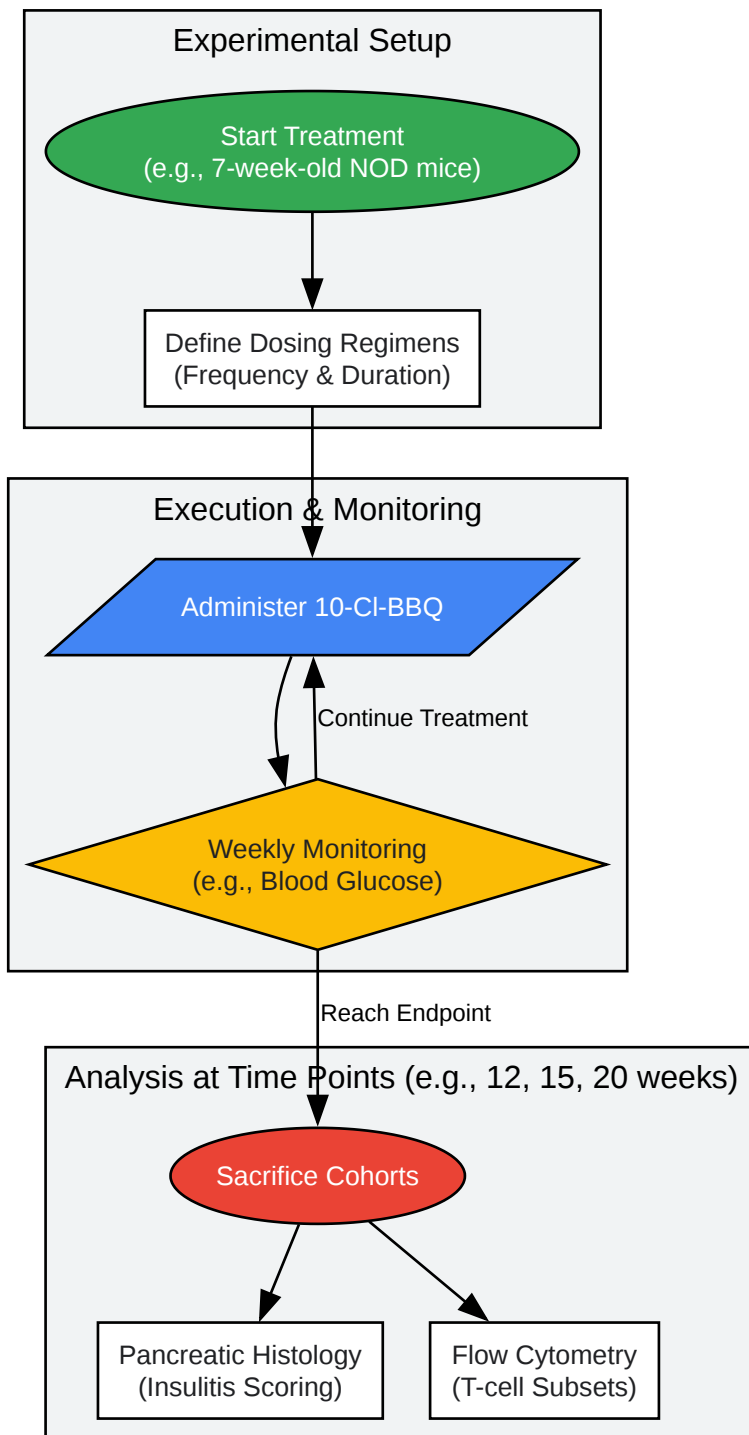 Experimental Setup
Start Treatment
(e.g., 7-week-old NOD mice)
Define Dosing Regimens
(Frequency & Duration)
Execution & Monitoring
Administer 10-Cl-BBQ
Continue Treatment
Weekly Monitoring
(e.g., Blood Glucose)
Reach Endpoint
Analysis at Time Points (e.g., 12, 15, 20 weeks)
Sacrifice Cohorts
Pancreatic Histology
(Insulitis Scoring)
Flow Cytometry
(T-cell Subsets)